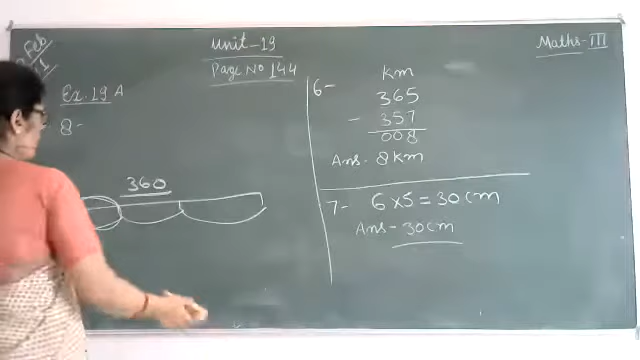 Feb
Unit-19
Maths-III
Page No 144
Ex. 19 A
8-
360
6-
km
365
- 357
008
Ans- 8 km
7- 6 x 5 = 30 cm
Ans- 30 cm